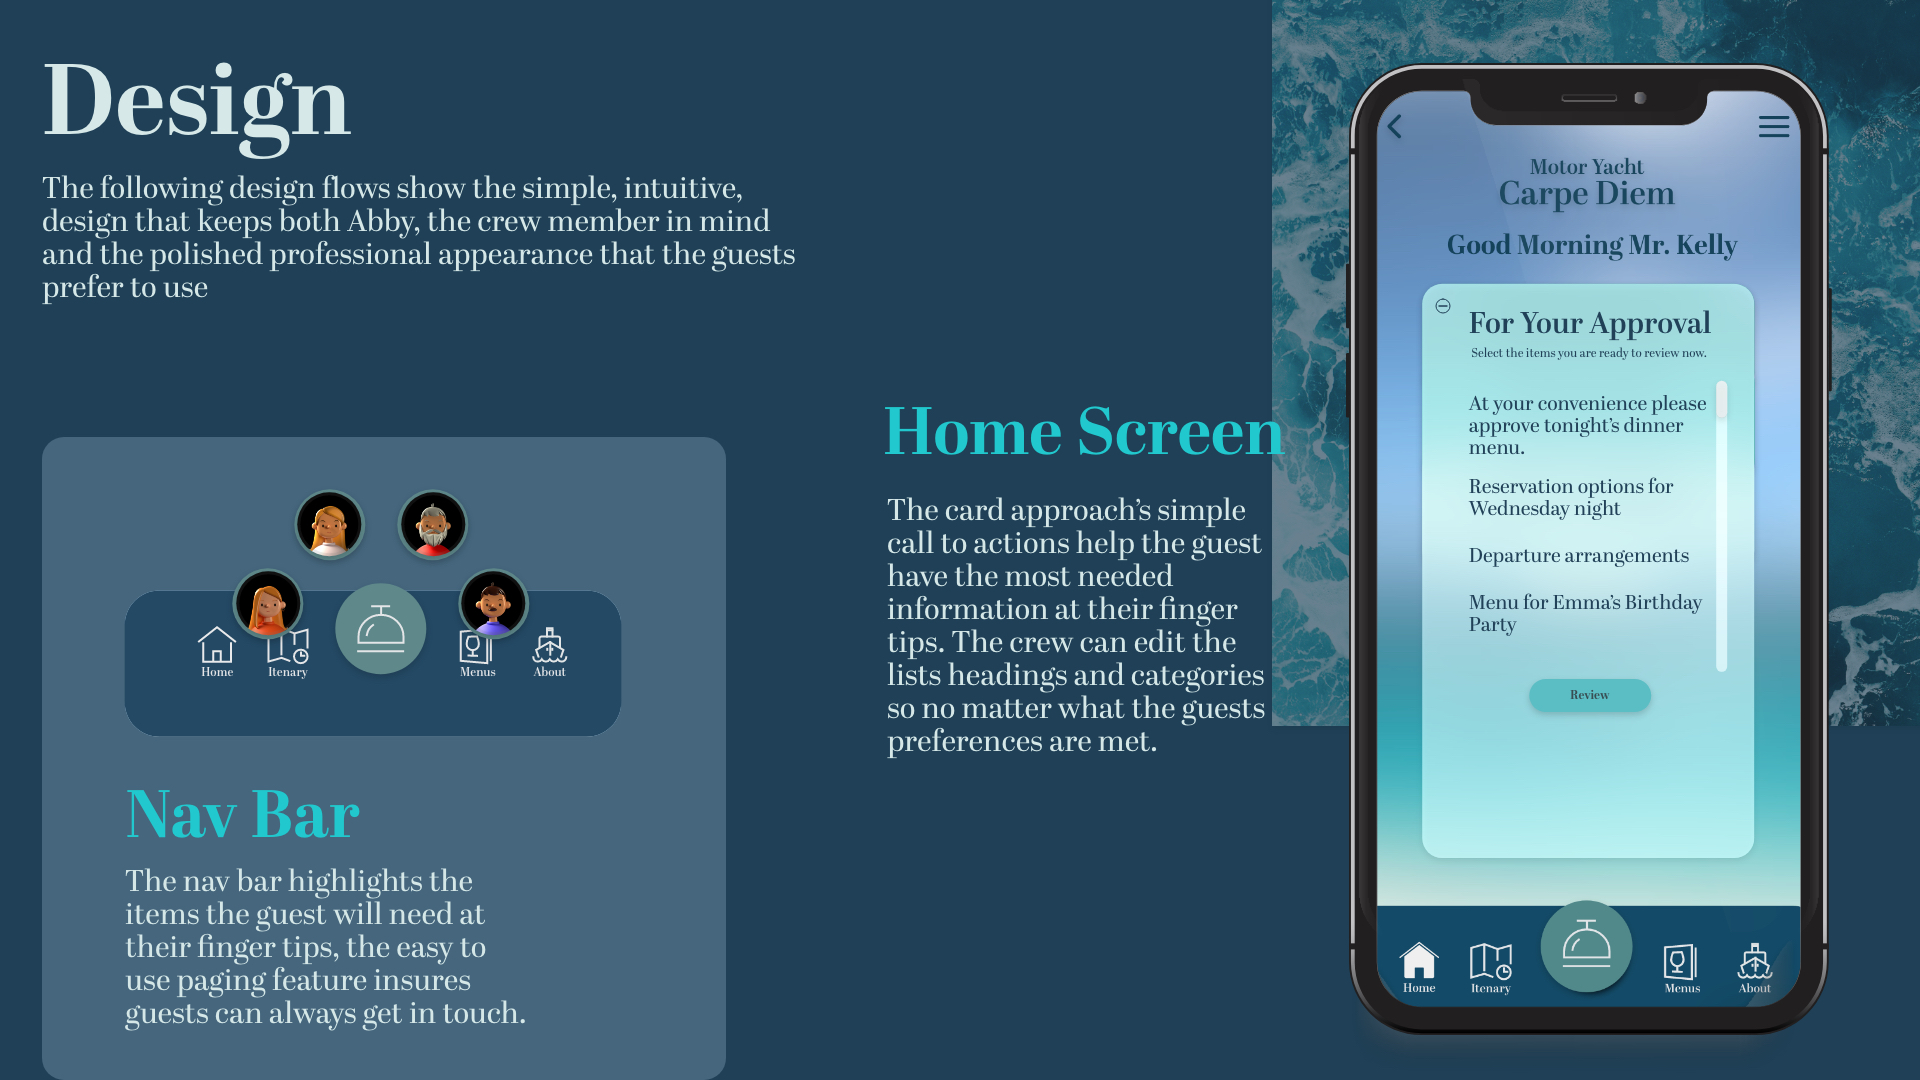 Design
The following design flows show the simple, intuitive,
design that keeps both Abby, the crew member in mind
and the polished professional appearance that the guests
prefer to use
Home
Itenary
Menus
About
Nav Bar
The nav bar highlights the
items the guest will need at
their finger tips, the easy to
use paging feature insures
guests can always get in touch.
Home Screen
The card approach’s simple
call to actions help the guest
have the most needed
information at their finger
tips. The crew can edit the
lists headings and categories
so no matter what the guests
preferences are met.
Motor Yacht
Carpe Diem
Good Morning Mr. Kelly
For Your Approval
Select the items you are ready to review now.
At your convenience please
approve tonight’s dinner
menu.
Reservation options for
Wednesday night
Departure arrangements
Menu for Emma’s Birthday
Party
Review
Home
Itenary
Menus
About